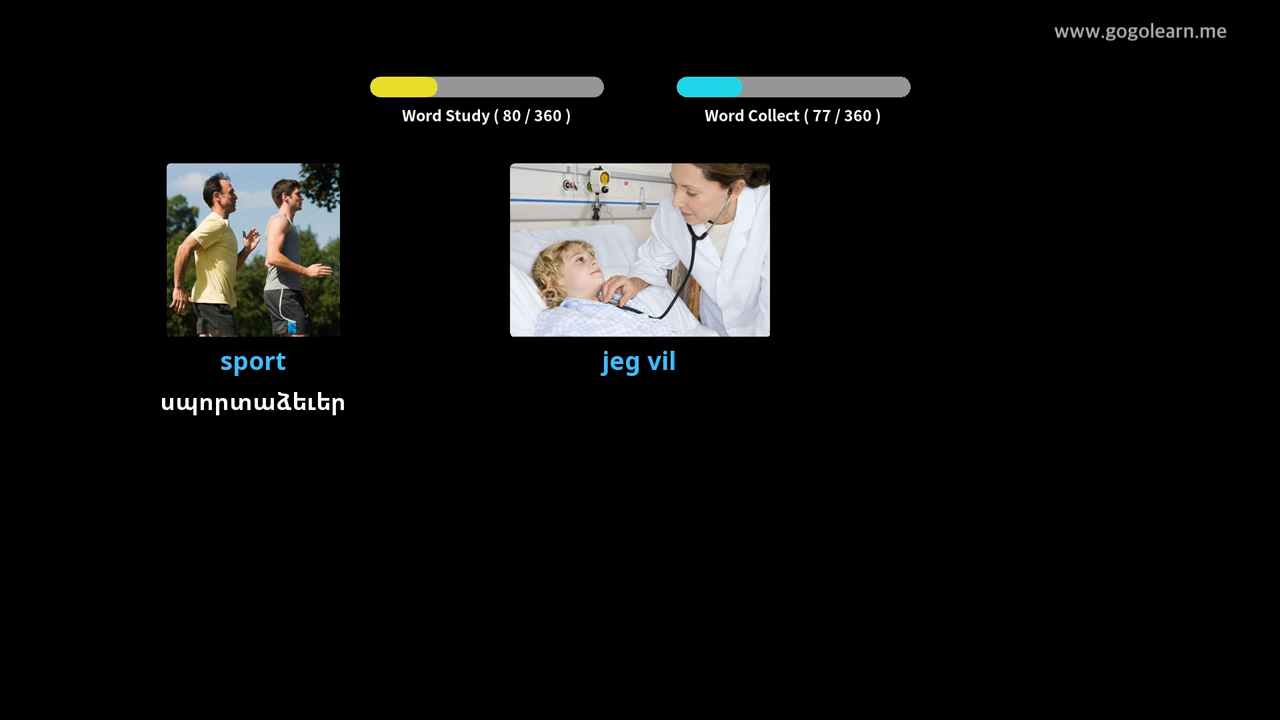 www.gogolearn.me
Word Study ( 80 / 360 )
Word Collect ( 77 / 360 )
sport
jeg vil
սպորտաձեւեր